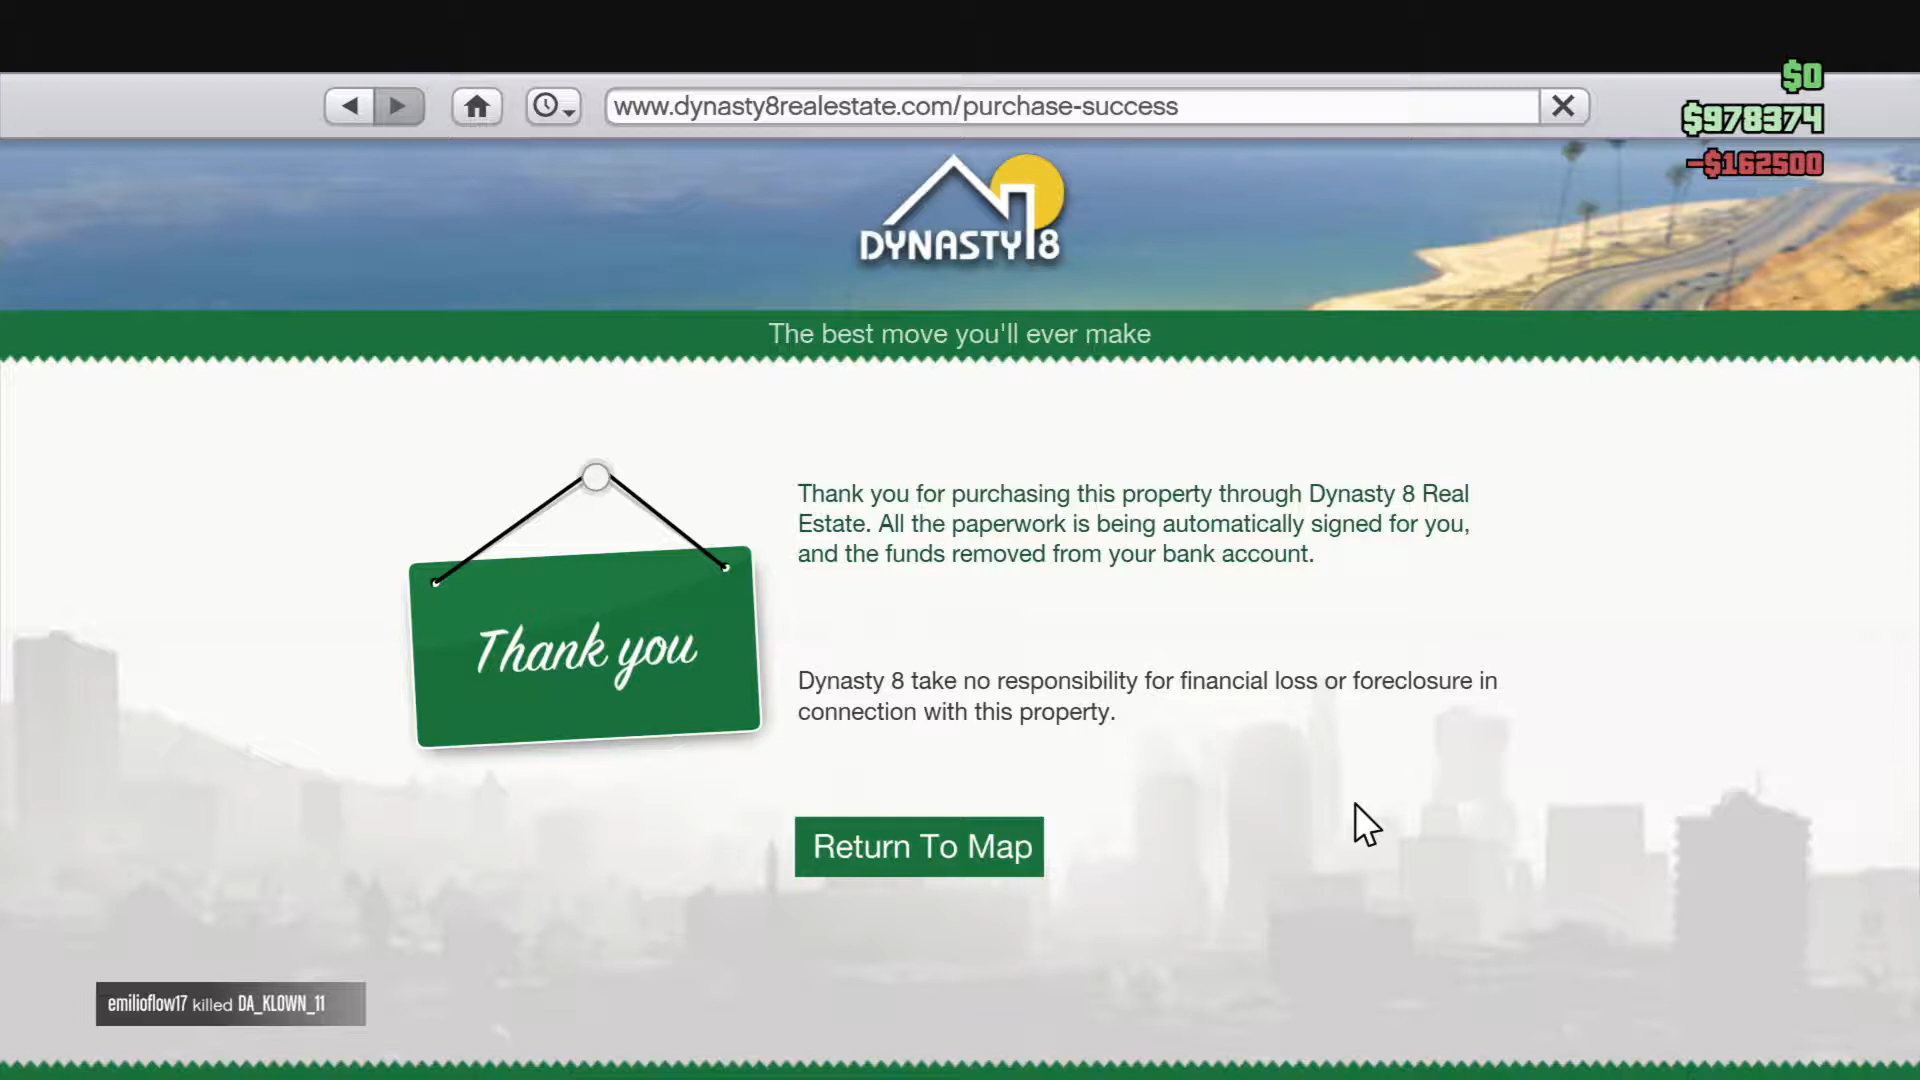 $0
www.dynasty8realestate.com/purchase-success
$978374
-$162500
DYNASTY 8
The best move you'll ever make
Thank you for purchasing this property through Dynasty 8 Real
Estate. All the paperwork is being automatically signed for you,
and the funds removed from your bank account.
Thank you
Dynasty 8 take no responsibility for financial loss or foreclosure in
connection with this property.
Return To Map
emilioflow17 killed DA_KLOWN_11